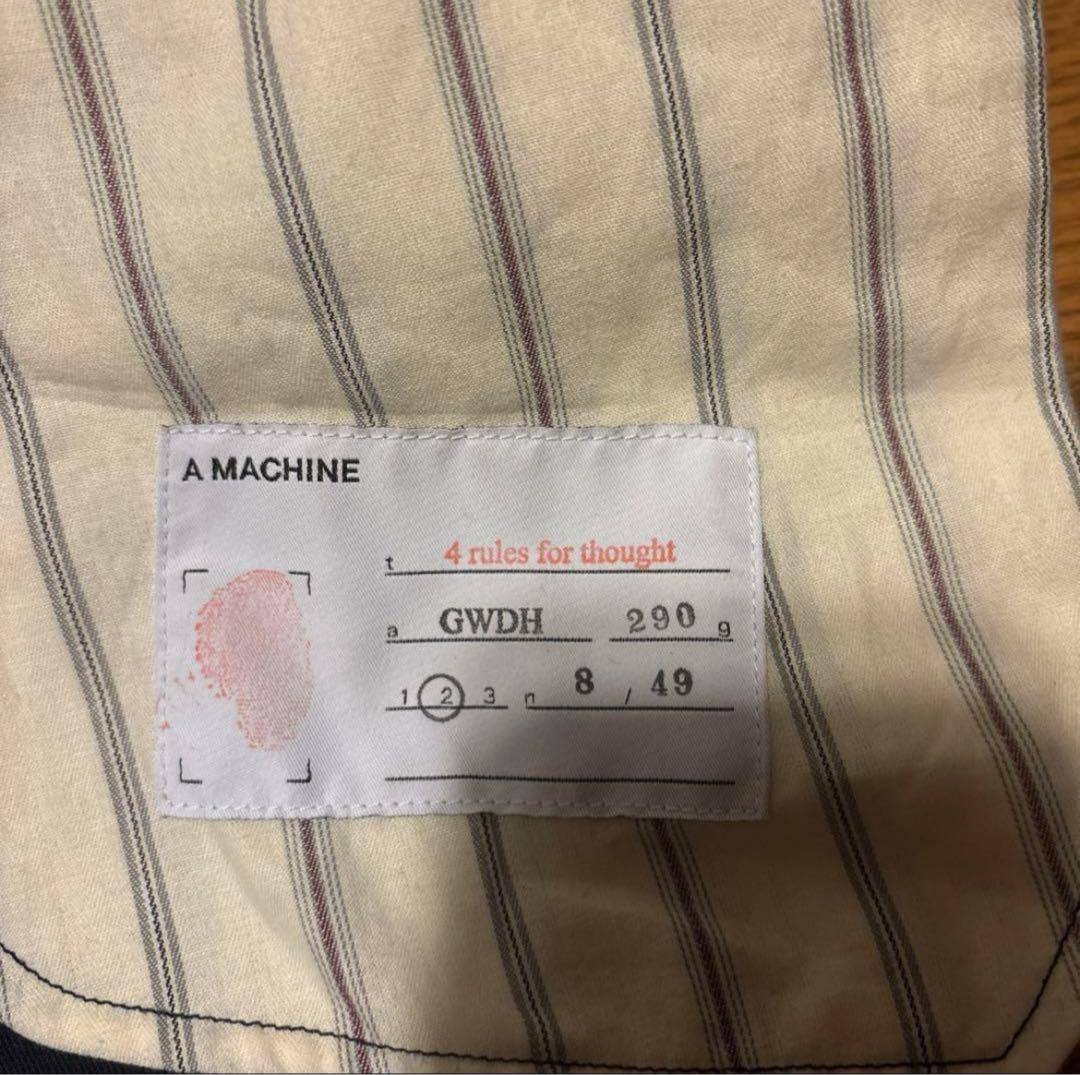 A MACHINE
t 4 rules for thought
a GWDH 290 g
1 2 3 n 8 / 49